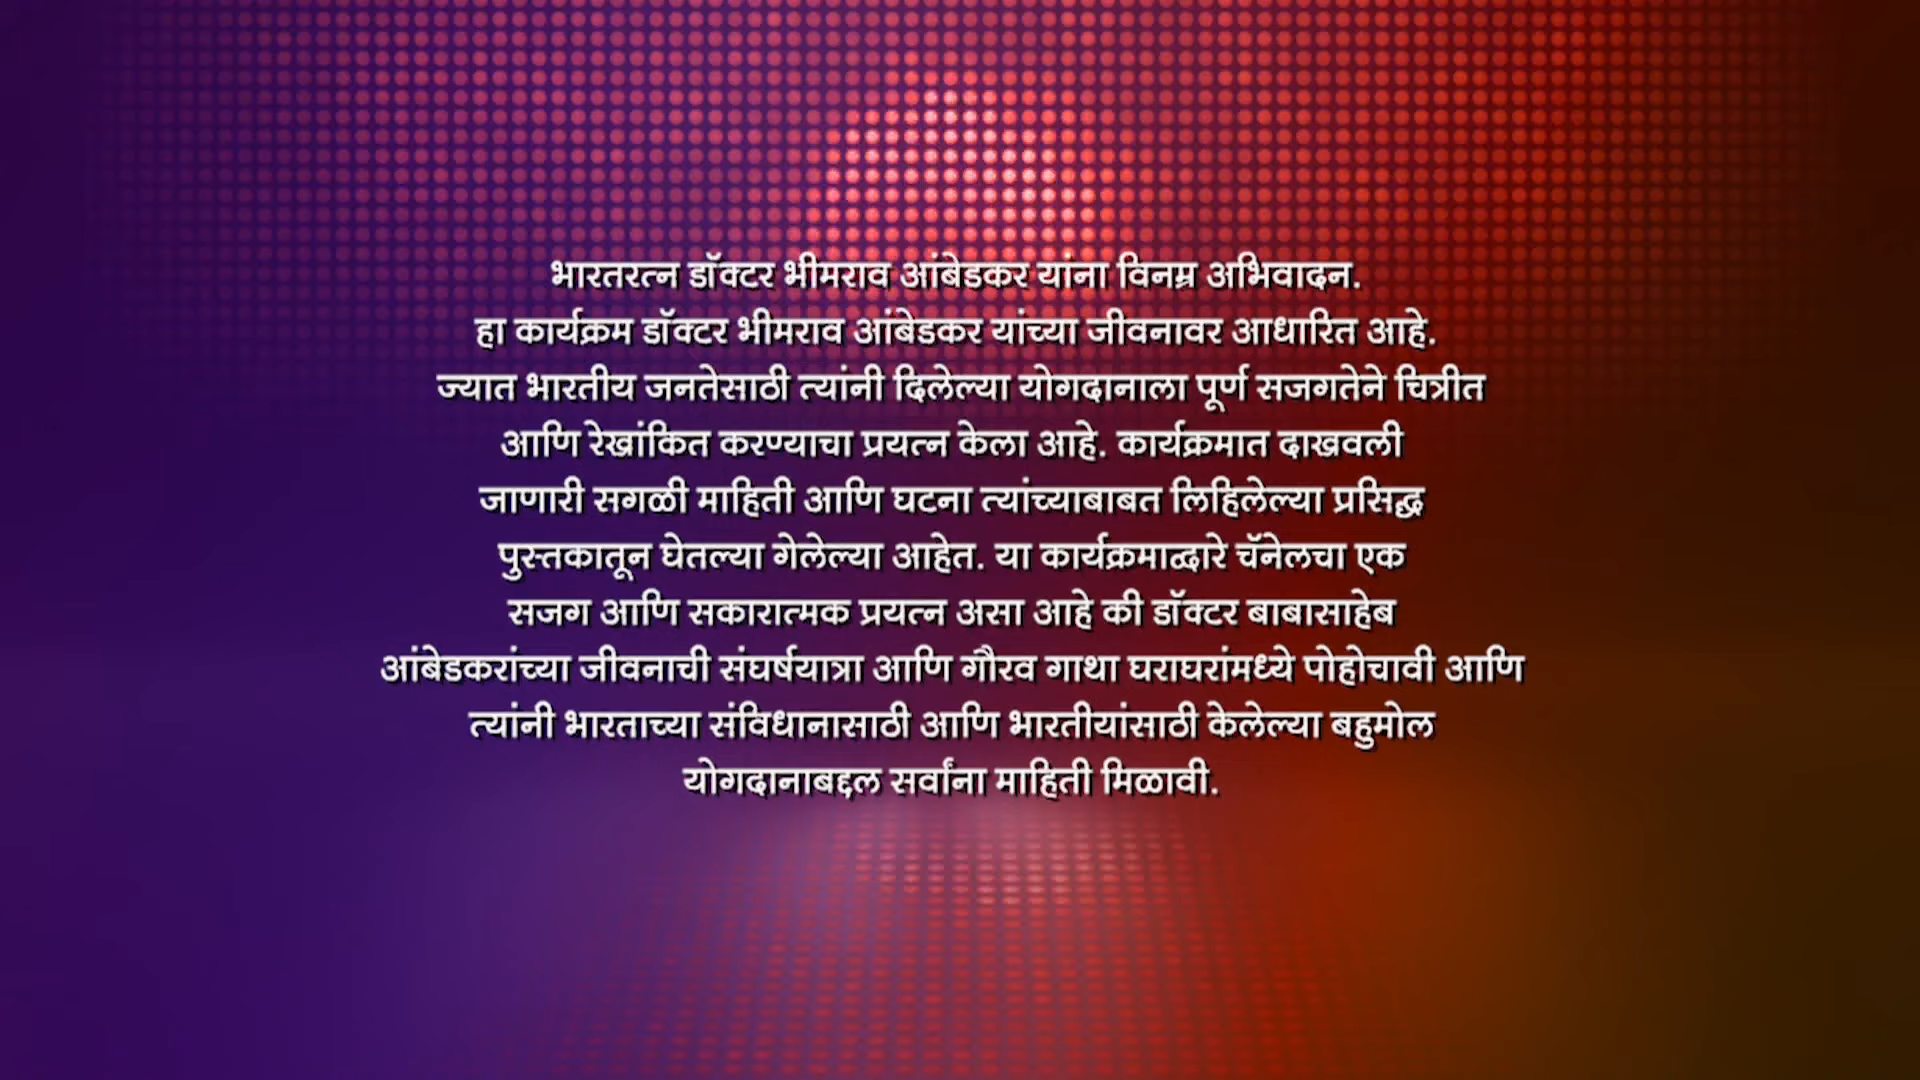 भारतरत्न डॉक्टर भीमराव आंबेडकर यांना विनम्र अभिवादन.
हा कार्यक्रम डॉक्टर भीमराव आंबेडकर यांच्या जीवनावर आधारित आहे.
ज्यात भारतीय जनतेसाठी त्यांनी दिलेल्या योगदानाला पूर्ण सजगतेने चित्रीत
आणि रेखांकित करण्याचा प्रयत्न केला आहे. कार्यक्रमात दाखवली
जाणारी सगळी माहिती आणि घटना त्यांच्याबाबत लिहिलेल्या प्रसिद्ध
पुस्तकातून घेतल्या गेलेल्या आहेत. या कार्यक्रमाद्वारे चॅनेलचा एक
सजग आणि सकारात्मक प्रयत्न असा आहे की डॉक्टर बाबासाहेब
आंबेडकरांच्या जीवनाची संघर्षयात्रा आणि गौरव गाथा घराघरांमध्ये पोहोचावी आणि
त्यांनी भारताच्या संविधानासाठी आणि भारतीयांसाठी केलेल्या बहुमोल
योगदानाबद्दल सर्वांना माहिती मिळावी.